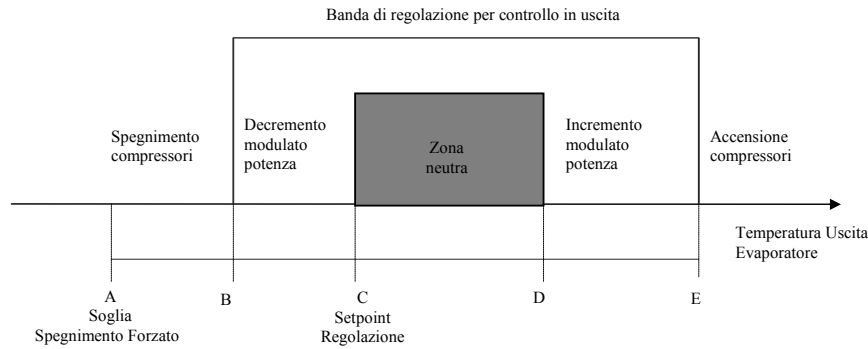 Banda di regolazione per controllo in uscita
Spegnimento
compressori
Decremento
modulato
potenza
Zona
neutra
Incremento
modulato
potenza
Accensione
compressori
Temperatura Uscita
Evaporatore
A
Soglia
Spegnimento Forzato
B
C
Setpoint
Regolazione
D
E